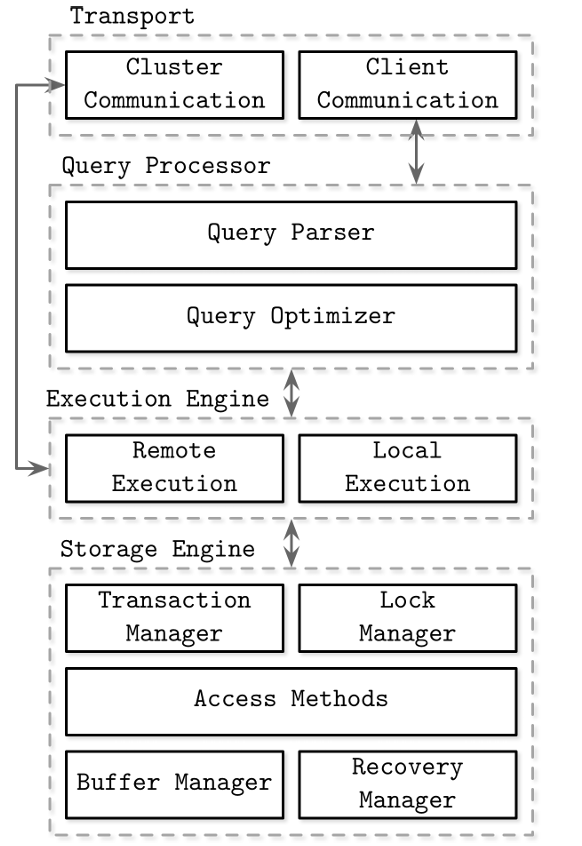 Transport
Cluster
Communication
Client
Communication
Query Processor
Query Parser
Query Optimizer
Execution Engine
Remote
Execution
Local
Execution
Storage Engine
Transaction
Manager
Lock
Manager
Access Methods
Buffer Manager
Recovery
Manager